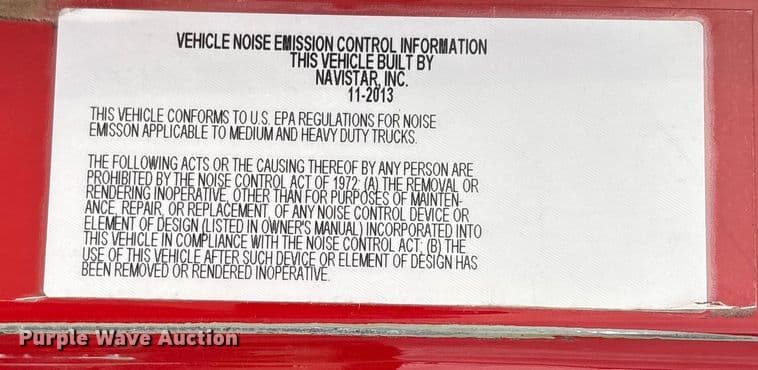 VEHICLE NOISE EMISSION CONTROL INFORMATION
THIS VEHICLE BUILT BY
NAVISTAR, INC.
11-2013
THIS VEHICLE CONFORMS TO U.S. EPA REGULATIONS FOR NOISE
EMISSON APPLICABLE TO MEDIUM AND HEAVY DUTY TRUCKS.
THE FOLLOWING ACTS OR THE CAUSING THEREOF BY ANY PERSON ARE
PROHIBITED BY THE NOISE CONTROL ACT OF 1972: (A) THE REMOVAL OR
RENDERING INOPERATIVE, OTHER THAN FOR PURPOSES OF MAINTEN-
ANCE, REPAIR, OR REPLACEMENT, OF ANY NOISE CONTROL DEVICE OR
ELEMENT OF DESIGN (LISTED IN OWNER'S MANUAL) INCORPORATED INTO
THIS VEHICLE IN COMPLIANCE WITH THE NOISE CONTROL ACT; (B) THE
USE OF THIS VEHICLE AFTER SUCH DEVICE OR ELEMENT OF DESIGN HAS
BEEN REMOVED OR RENDERED INOPERATIVE.
Purple Wave Auction